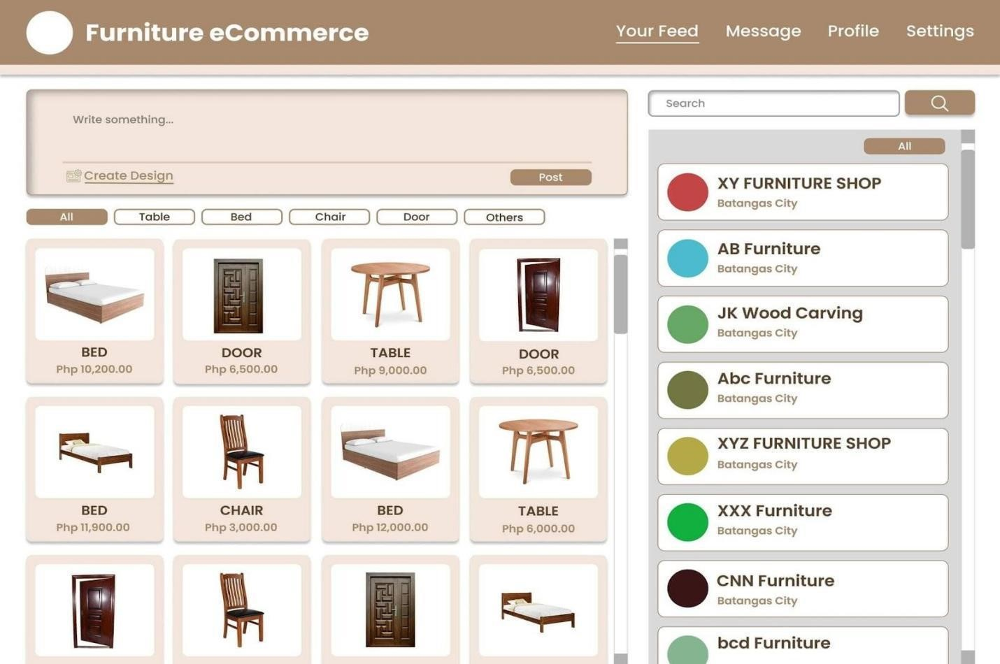 Furniture eCommerce
Your Feed
Message
Profile
Settings
Write something...
Create Design
Post
Search
All
Table
Bed
Chair
Door
Others
BED
Php 10,200.00
DOOR
Php 6,500.00
TABLE
Php 9,000.00
DOOR
Php 6,500.00
BED
Php 11,900.00
CHAIR
Php 3,000.00
BED
Php 12,000.00
TABLE
Php 6,000.00
All
XY FURNITURE SHOP
Batangas City
AB Furniture
Batangas City
JK Wood Carving
Batangas City
Abc Furniture
Batangas City
XYZ FURNITURE SHOP
Batangas City
XXX Furniture
Batangas City
CNN Furniture
Batangas City
bcd Furniture